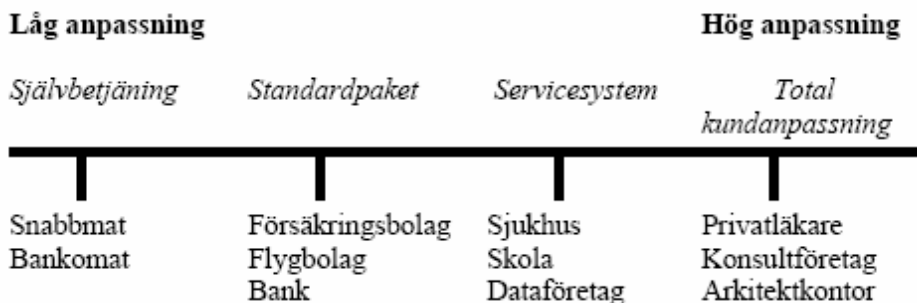 Låg anpassning Hög anpassning
Självbetjäning Standardpaket Servicesystem Total
kundanpassning
Snabbmat Försäkringsbolag Sjukhus Privatläkare
Bankomat Flygbolag Skola Konsultföretag
Bank Dataföretag Arkitektkontor